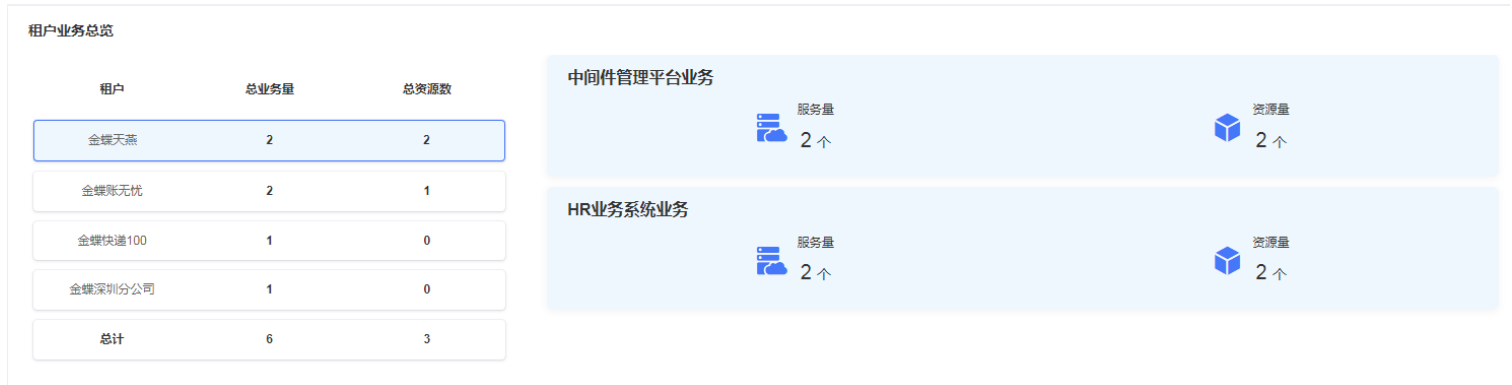 租户业务总览
租户 总业务量 总资源数
金蝶天燕 2 2
金蝶账无忧 2 1
金蝶快递100 1 0
金蝶深圳分公司 1 0
总计 6 3
中间件管理平台业务
服务量 资源量
2 个 2 个
HR业务系统业务
服务量 资源量
2 个 2 个